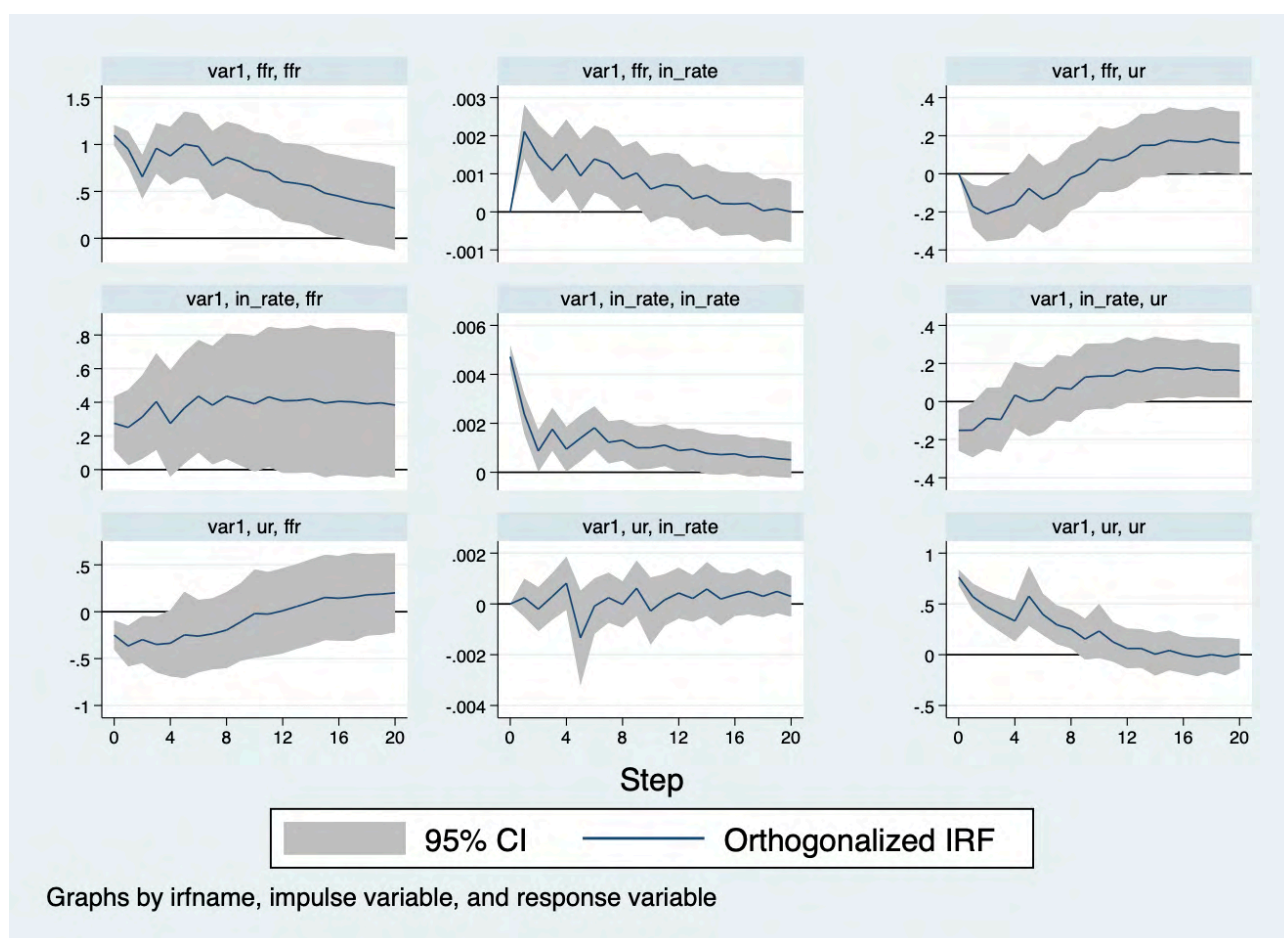 var1, ffr, ffr
var1, ffr, in_rate
var1, ffr, ur
1.5
1
.5
0
.003
.002
.001
0
-.001
.4
.2
0
-.2
-.4
var1, in_rate, ffr
var1, in_rate, in_rate
var1, in_rate, ur
.8
.6
.4
.2
0
.006
.004
.002
0
.4
.2
0
-.2
-.4
var1, ur, ffr
var1, ur, in_rate
var1, ur, ur
.5
0
-.5
-1
.002
0
-.002
-.004
1
.5
0
-.5
0 4 8 12 16 20
0 4 8 12 16 20
0 4 8 12 16 20
Step
95% CI
Orthogonalized IRF
Graphs by irfname, impulse variable, and response variable